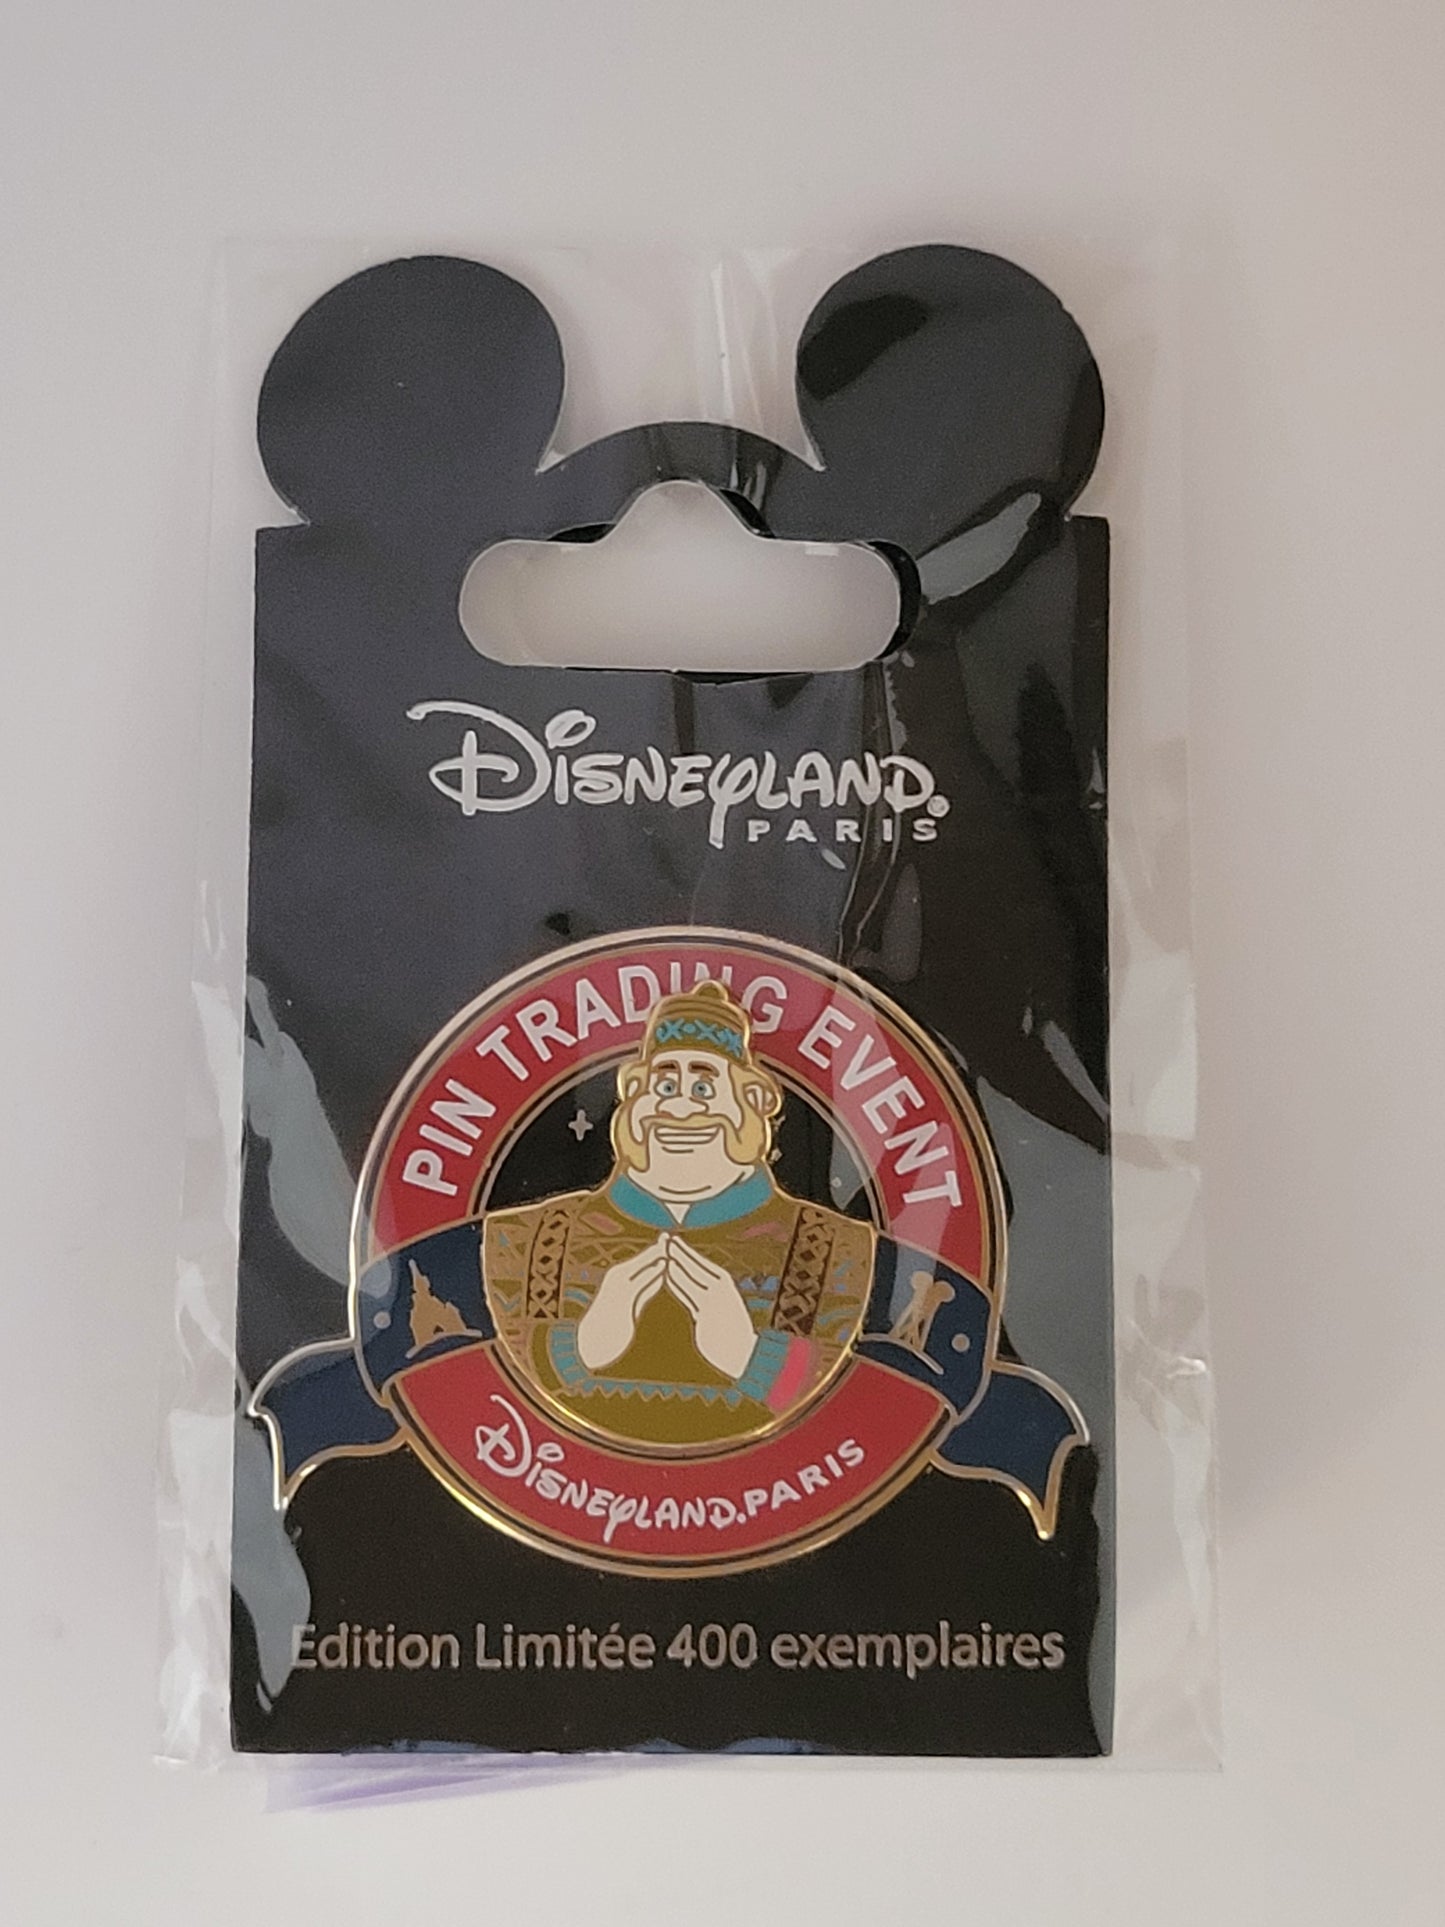 Disneyland®
PARIS
PIN TRADING EVENT
Disneyland. PARIS
Edition Limitée 400 exemplaires